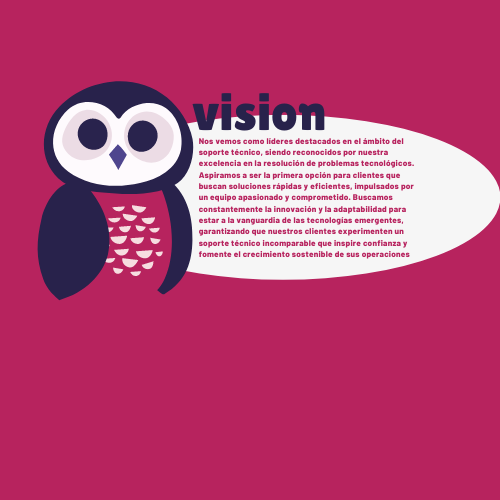 vision
Nos vemos como líderes destacados en el ámbito del
soporte técnico, siendo reconocidos por nuestra
excelencia en la resolución de problemas tecnológicos.
Aspiramos a ser la primera opción para clientes que
buscan soluciones rápidas y eficientes, impulsados por
un equipo apasionado y comprometido. Buscamos
constantemente la innovación y la adaptabilidad para
estar a la vanguardia de las tecnologías emergentes,
garantizando que nuestros clientes experimenten un
soporte técnico incomparable que inspire confianza y
fomente el crecimiento sostenible de sus operaciones